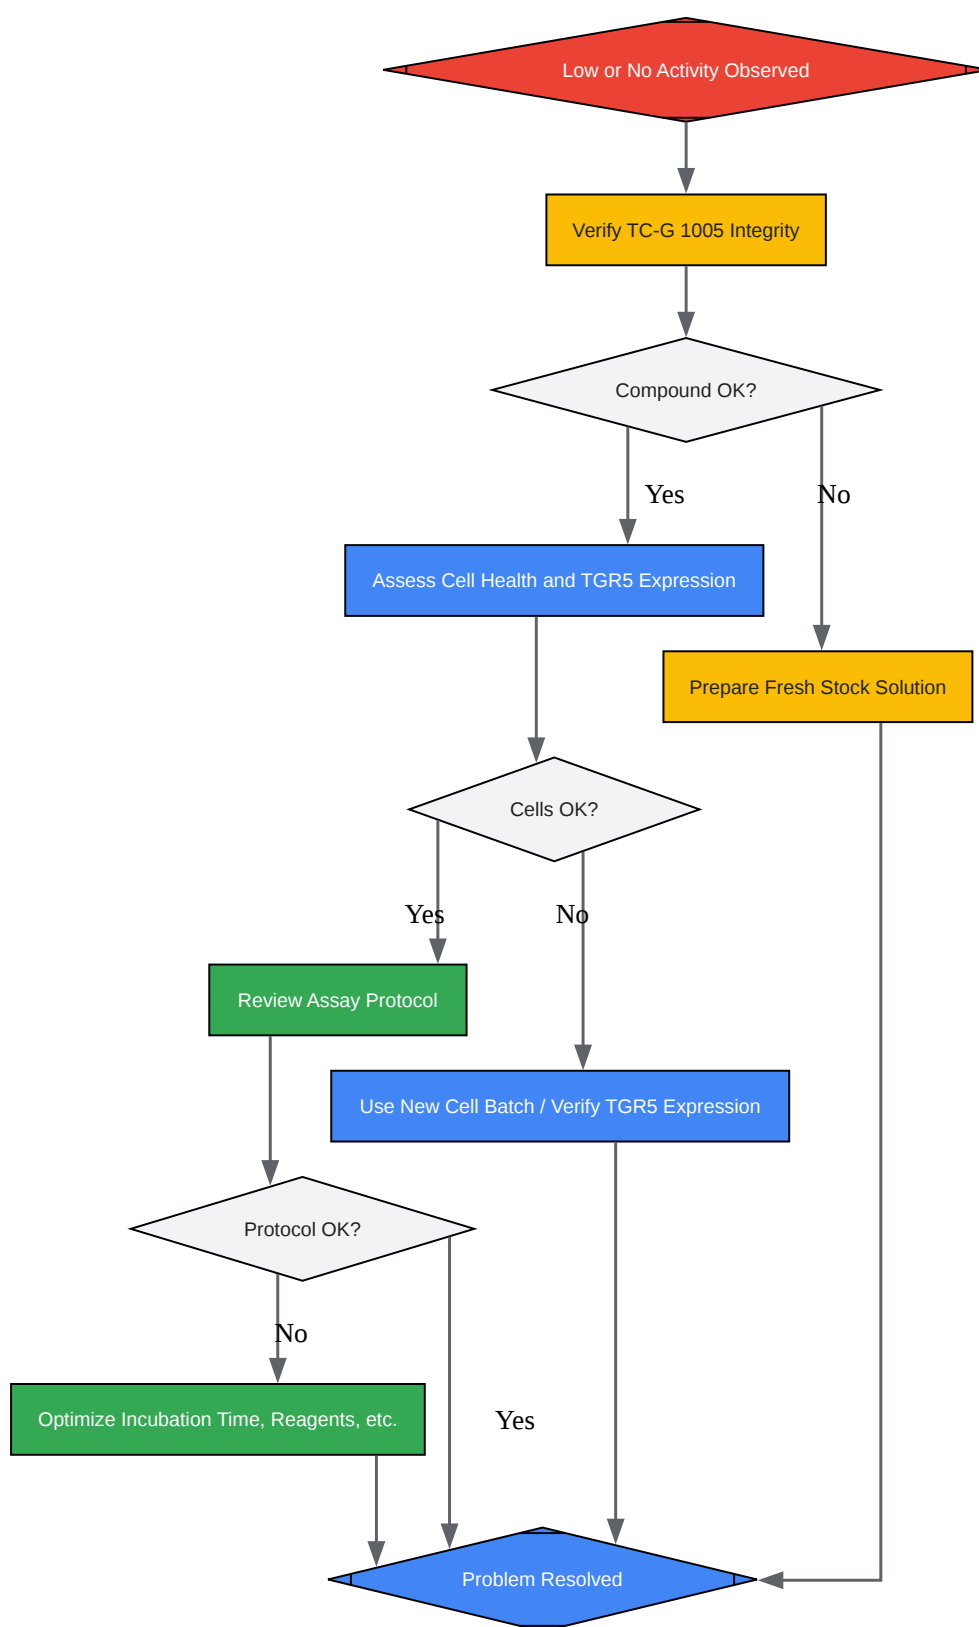 Low or No Activity Observed
Verify TC-G 1005 Integrity
Compound OK?
Yes
No
Assess Cell Health and TGR5 Expression
Prepare Fresh Stock Solution
Cells OK?
Yes
No
Review Assay Protocol
Use New Cell Batch / Verify TGR5 Expression
Protocol OK?
No
Optimize Incubation Time, Reagents, etc.
Yes
Problem Resolved